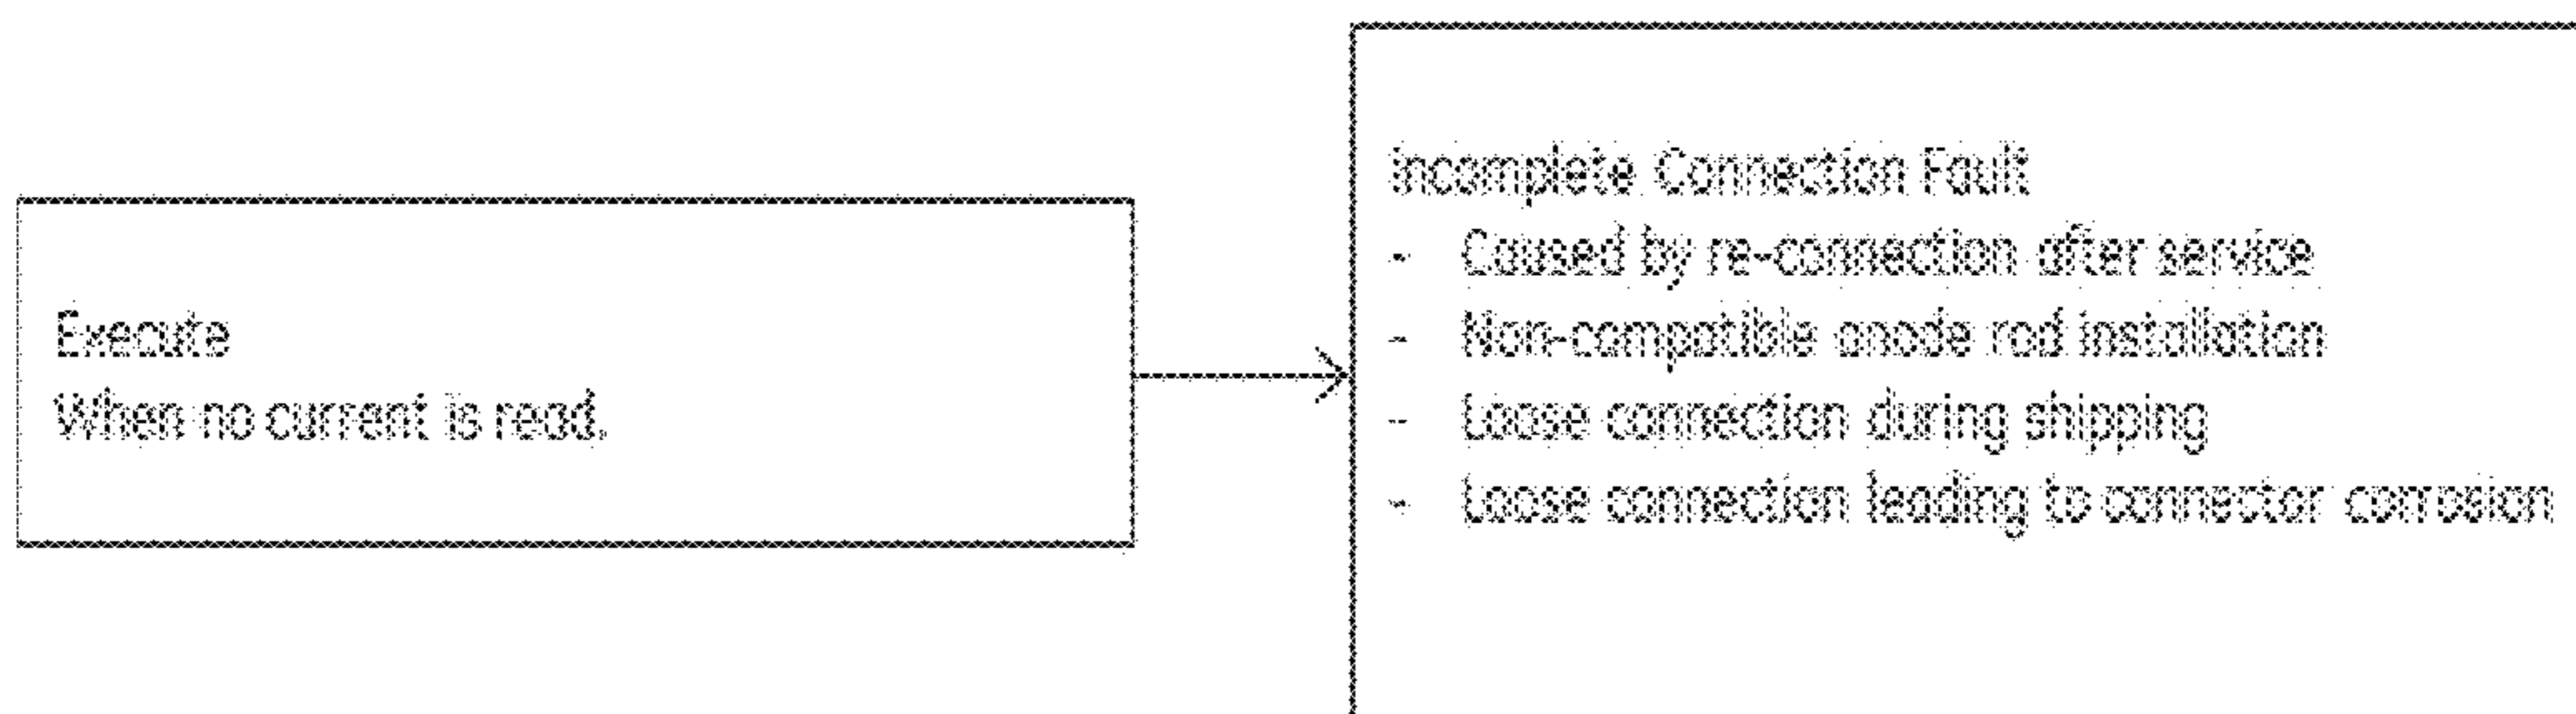 Execute
When no current is read.
Incomplete Connection Fault
- Caused by re-connection after service
- Non-compatible anode rod installation
- Loose connection during shipping
- Loose connection leading to connector corrosion